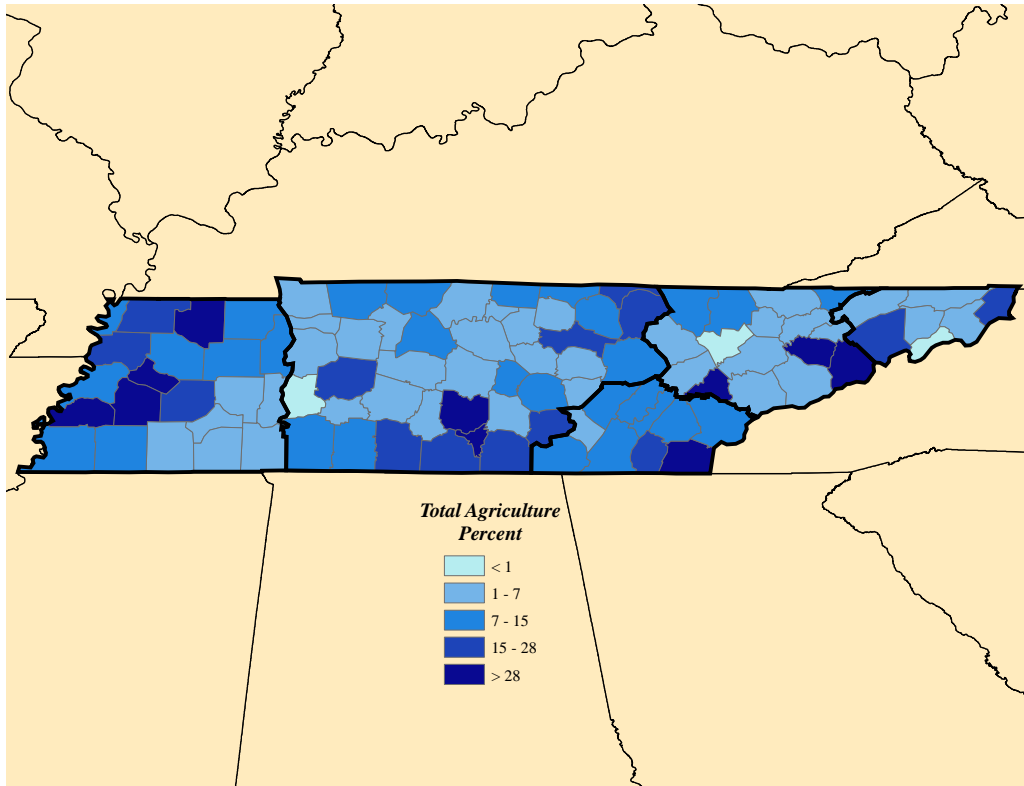 Total Agriculture
Percent
< 1
1 - 7
7 - 15
15 - 28
> 28